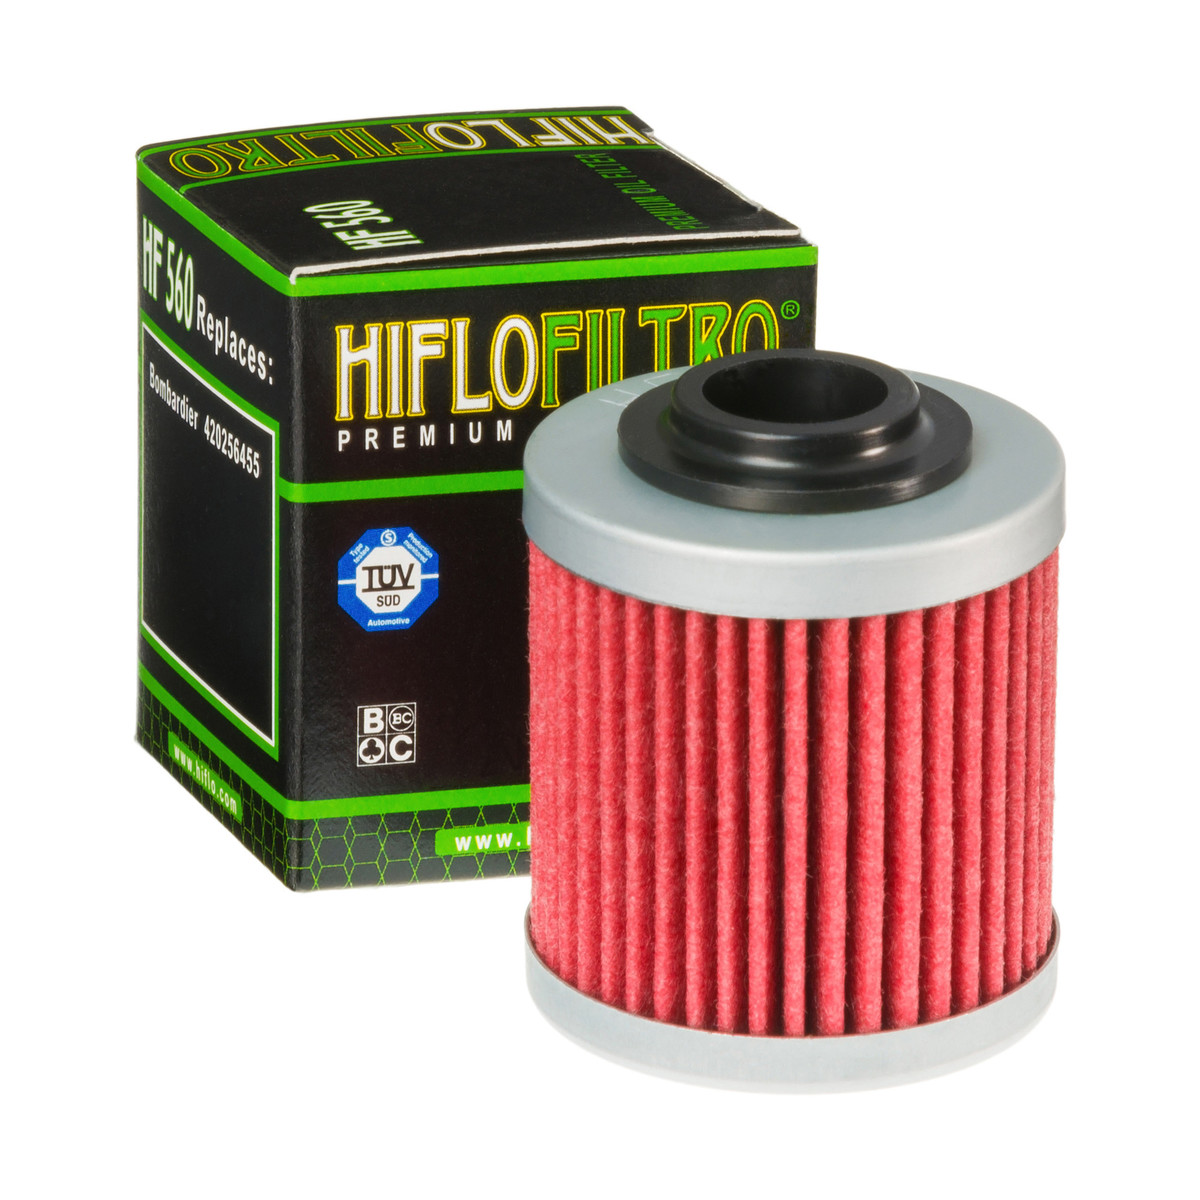 HIFLOFILTRO
PREMIUM OIL FILTER
HF 560
HF 560 Replaces:
Bombardier 420256455
www.hiflo.com
HIFLOFILTRO®
PREMIUM
Type tested
S
Production monitored
TÜV
SÜD
Automotive
B BC
C
www.